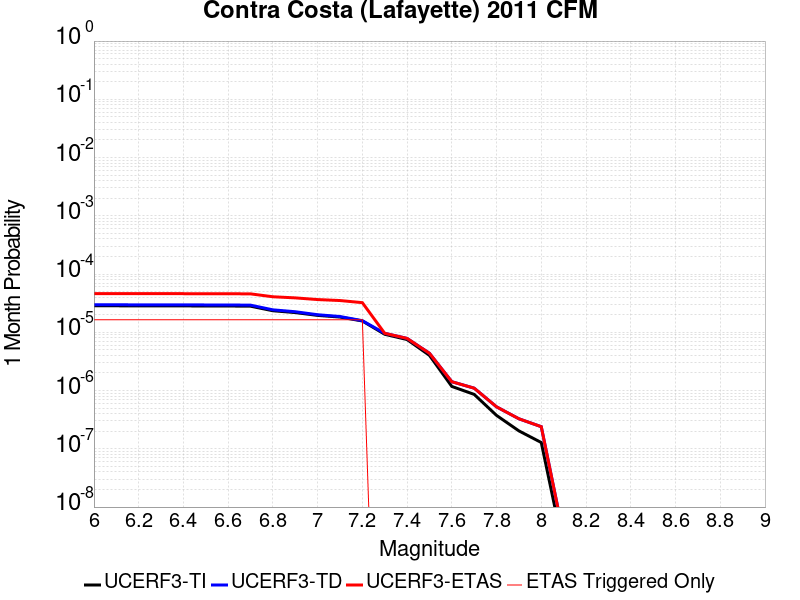 Contra Costa (Lafayette) 2011 CFM
10^0
10^-1
10^-2
10^-3
10^-4
10^-5
10^-6
10^-7
10^-8
1 Month Probability
6 6.2 6.4 6.6 6.8 7 7.2 7.4 7.6 7.8 8 8.2 8.4 8.6 8.8 9
Magnitude
UCERF3-TI UCERF3-TD UCERF3-ETAS ETAS Triggered Only